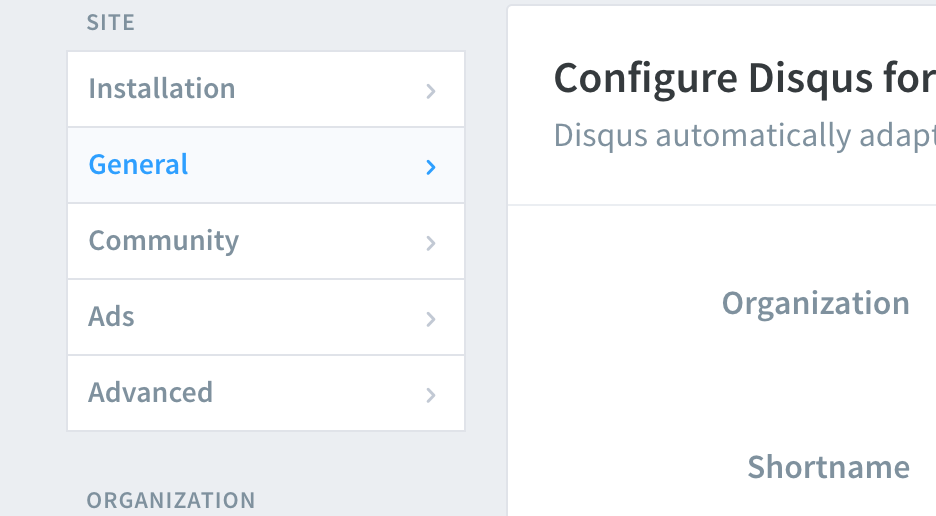 SITE
Installation
General
Community
Ads
Advanced
ORGANIZATION
Configure Disqus for
Disqus automatically adapt
Organization
Shortname